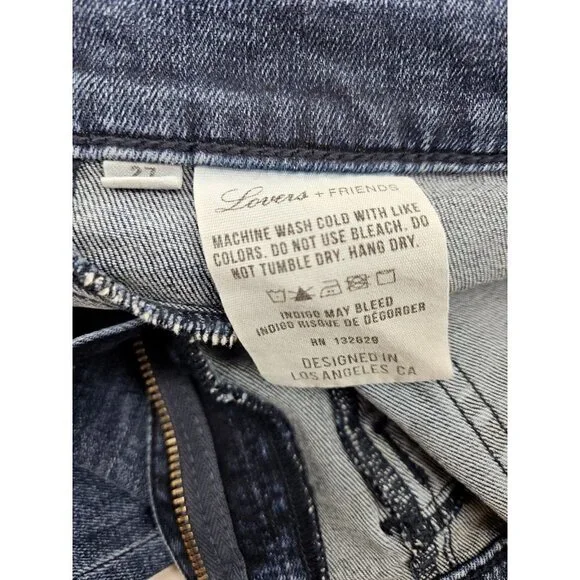 27
Lovers + FRIENDS
MACHINE WASH COLD WITH LIKE
COLORS. DO NOT USE BLEACH. DO
NOT TUMBLE DRY. HANG DRY.
INDIGO MAY BLEED
INDIGO RISQUE DE DÉGORGER
RN 132629
DESIGNED IN
LOS ANGELES, CA